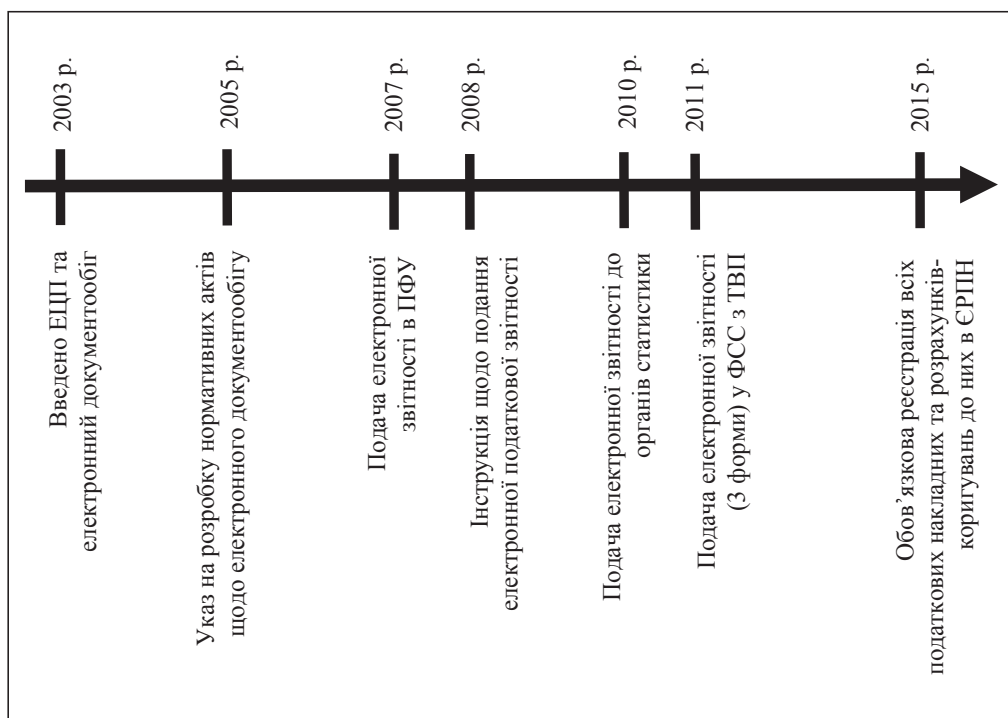 2003 р.
Введено ЕЦП та
електронний документообіг
2005 р.
Указ на розробку нормативних актів
щодо електронного документообігу
2007 р.
Подача електронної
звітності в ПФУ
2008 р.
Інструкція щодо подання
електронної податкової звітності
2010 р.
Подача електронної звітності до
органів статистики
2011 р.
Подача електронної звітності
(3 форми) у ФСС з ТВП
2015 р.
Обов’язкова реєстрація всіх
податкових накладних та розрахунків-
коригувань до них в ЄРПН